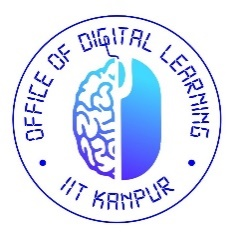 OFFICE OF DIGITAL LEARNING
IIT KANPUR